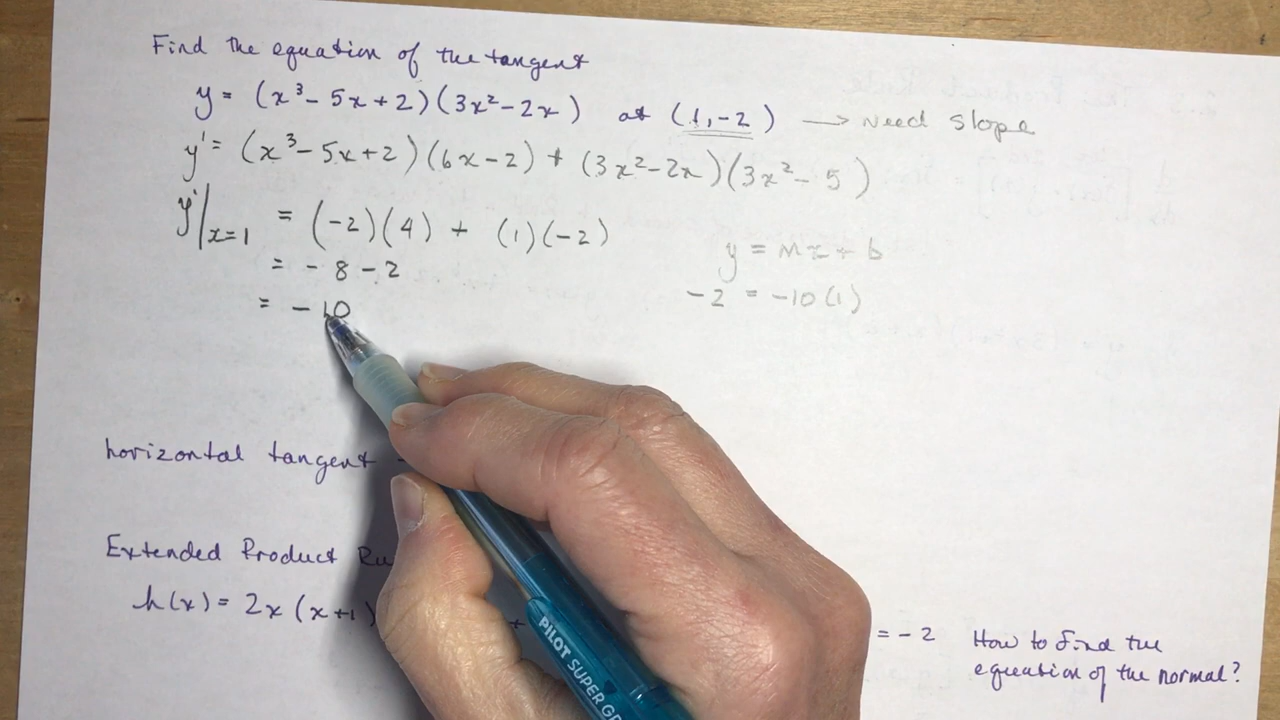 Find the equation of the tangent
y = (x³ - 5x + 2)(3x² - 2x) at (1, -2) → Need slope
y' = (x³ - 5x + 2)(6x - 2) + (3x² - 2x)(3x² - 5)
y'|x=1 = (-2)(4) + (1)(-2)
= -8 - 2
= -10
y = mx + b
-2 = -10(1)
horizontal tangent
Extended Product
h(x) = 2x(x+1) +
= -2 How to find the
equation of the normal?
PILOT SUPER